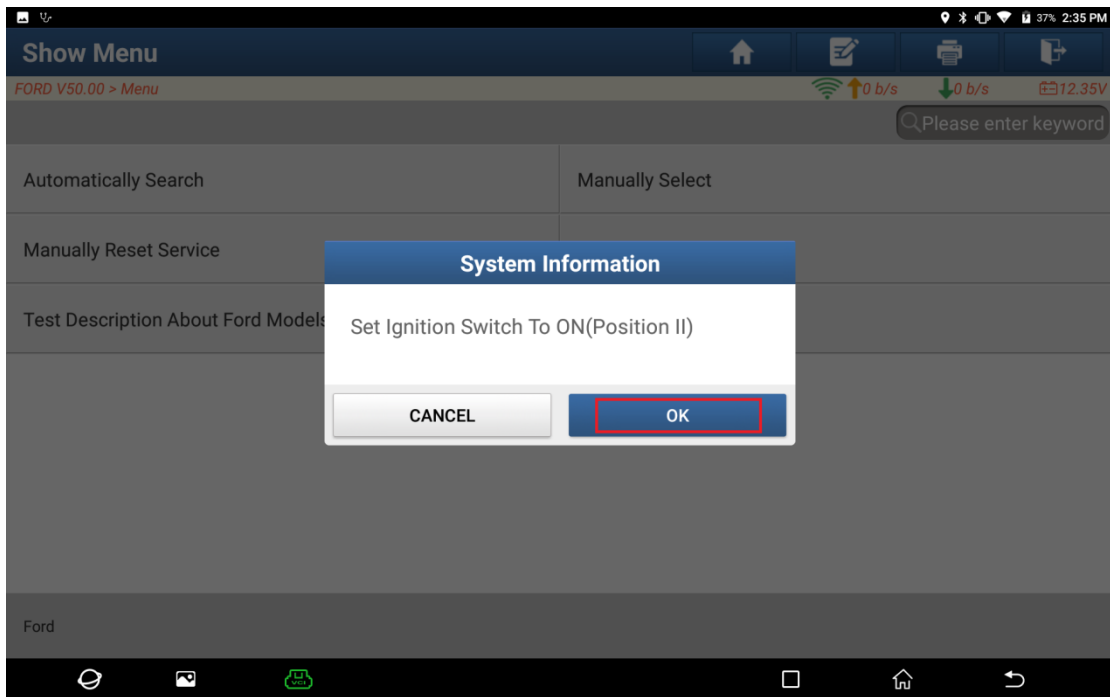 37% 2:35 PM
Show Menu
FORD V50.00 > Menu
0 b/s
0 b/s
12.35V
Please enter keyword
Automatically Search
Manually Select
Manually Reset Service
Test Description About Ford Models
System Information
Set Ignition Switch To ON(Position II)
CANCEL
OK
Ford
VCI